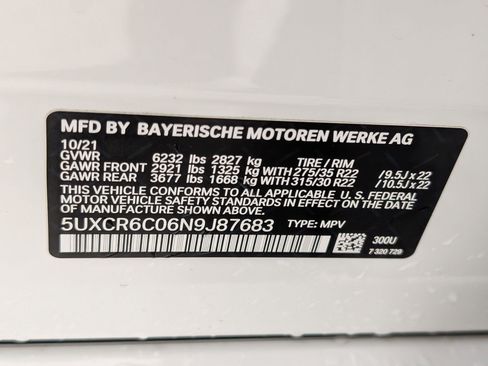 MFD BY BAYERISCHE MOTOREN WERKE AG
10/21
GVWR 6232 lbs 2827 kg TIRE / RIM
GAWR FRONT 2921 lbs 1325 kg WITH 275/35 R22 / 9.5J x 22
GAWR REAR 3677 lbs 1668 kg WITH 315/30 R22 / 10.5J x 22
THIS VEHICLE CONFORMS TO ALL APPLICABLE U.S. FEDERAL
MOTOR VEHICLE SAFETY STANDARDS IN EFFECT ON THE DATE
OF MANUFACTURE SHOWN ABOVE.
5UXCR6C06N9J87683 TYPE: MPV
300U
7 320 729